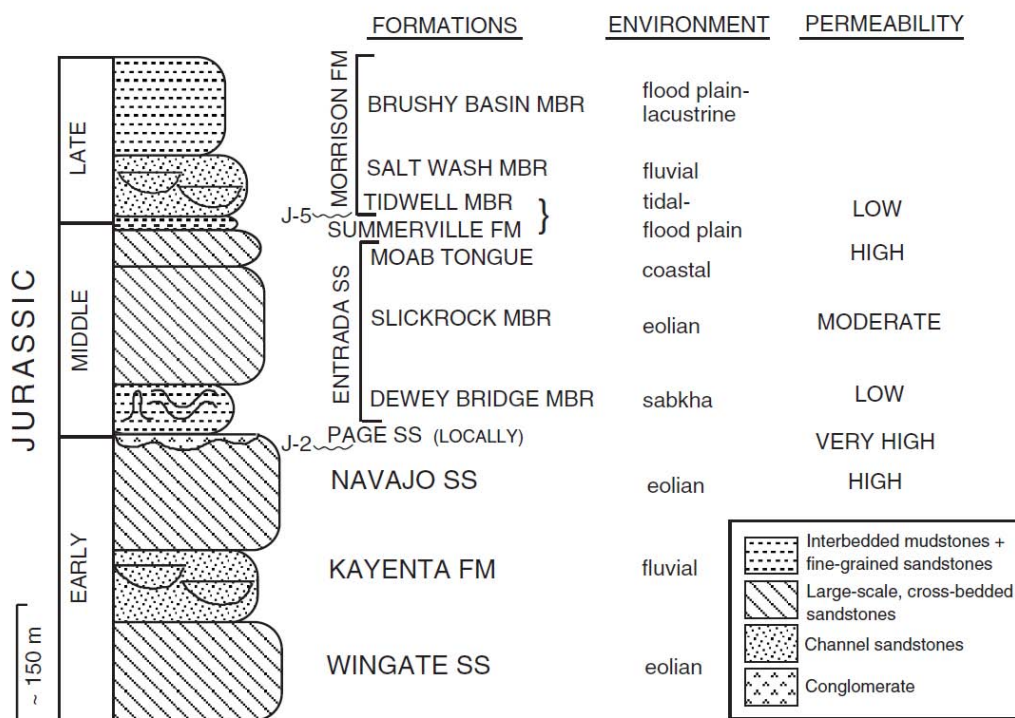 FORMATIONS ENVIRONMENT PERMEABILITY
JURASSIC
LATE
MIDDLE
EARLY
~ 150 m
MORRISON FM
BRUSHY BASIN MBR flood plain-
lacustrine
SALT WASH MBR fluvial
TIDWELL MBR } tidal-
J-5 SUMMERVILLE FM flood plain LOW
ENTRADA SS
MOAB TONGUE coastal HIGH
SLICKROCK MBR eolian MODERATE
DEWEY BRIDGE MBR sabkha LOW
J-2 PAGE SS (LOCALLY) VERY HIGH
NAVAJO SS eolian HIGH
KAYENTA FM fluvial
WINGATE SS eolian
Interbedded mudstones +
fine-grained sandstones
Large-scale, cross-bedded
sandstones
Channel sandstones
Conglomerate